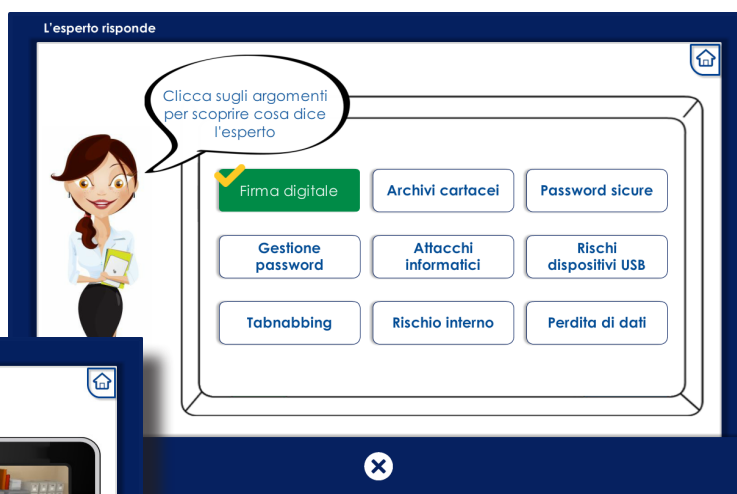 L'esperto risponde
Clicca sugli argomenti
per scoprire cosa dice
l'esperto
Firma digitale
Archivi cartacei
Password sicure
Gestione
password
Attacchi
informatici
Rischi
dispositivi USB
Tabnabbing
Rischio interno
Perdita di dati